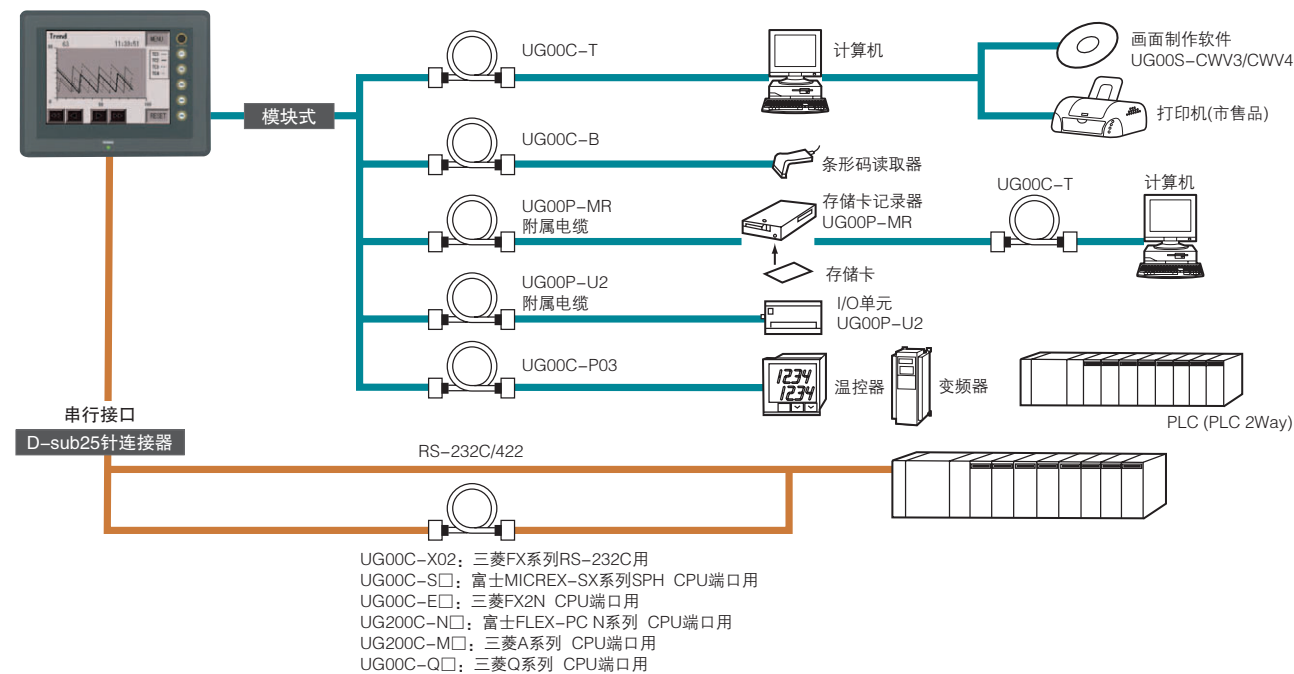 Trend
63 11:39:51
MENU
RESET
模块式
UG00C-T
计算机
画面制作软件
UG00S-CWV3/CWV4
打印机(市售品)
UG00C-B
条形码读取器
UG00P-MR
附属电缆
存储卡记录器
UG00P-MR
存储卡
UG00C-T
计算机
UG00P-U2
附属电缆
I/O单元
UG00P-U2
UG00C-P03
1234
1234
温控器
变频器
PLC (PLC 2Way)
串行接口
D-sub25针连接器
RS-232C/422
UG00C-X02：三菱FX系列RS-232C用
UG00C-S□：富士MICREX-SX系列SPH CPU端口用
UG00C-E□：三菱FX2N CPU端口用
UG200C-N□：富士FLEX-PC N系列 CPU端口用
UG200C-M□：三菱A系列 CPU端口用
UG00C-Q□：三菱Q系列 CPU端口用